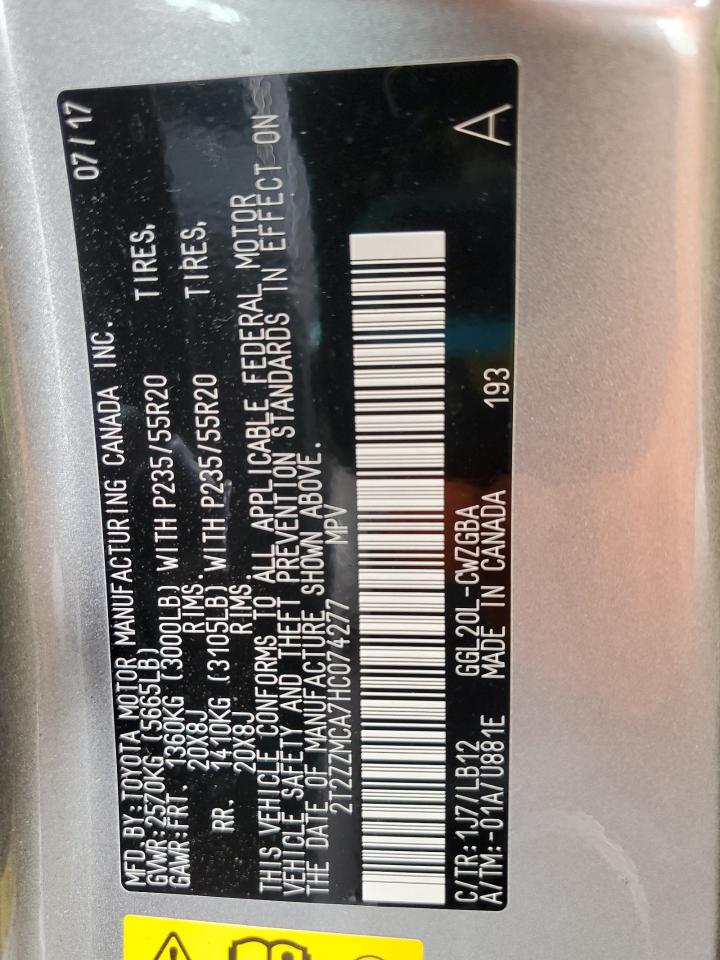 MFD.BY:TOYOTA MOTOR MANUFACTURING CANADA INC. 07/17
GVWR:2570KG (5665LB)
GAWR:FRT. 1360KG (3000LB) WITH P235/55R20 TIRES,
20X8J RIMS.
RR. 1410KG (3105LB) WITH P235/55R20 TIRES,
20X8J RIMS.
THIS VEHICLE CONFORMS TO ALL APPLICABLE FEDERAL MOTOR
VEHICLE SAFETY AND THEFT PREVENTION STANDARDS IN EFFECT ON
THE DATE OF MANUFACTURE SHOWN ABOVE.
2T2ZZMCA7HC074277 MPV
C/TR:1J7/LB12 GGL20L-CWZGBA
A/TM:-01A/U881E MADE IN CANADA 193 A